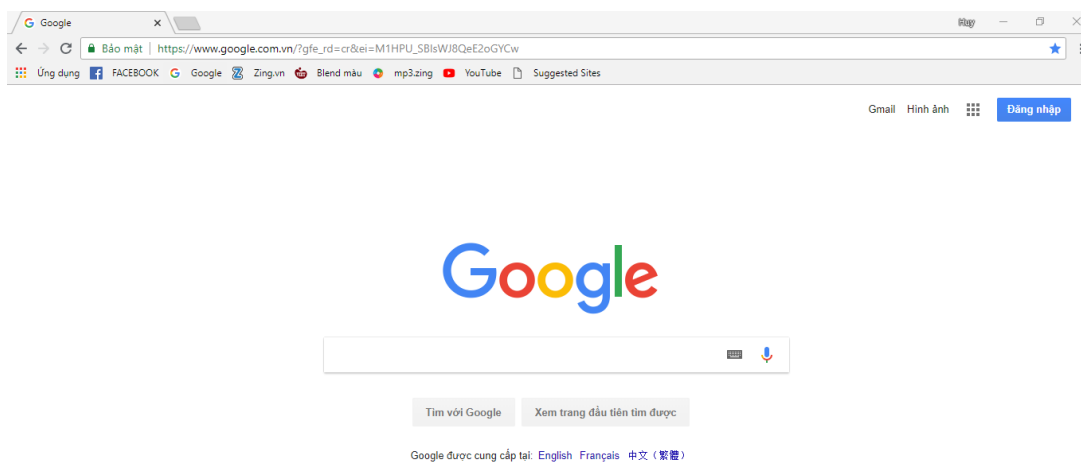 Google
Huy
Bảo mật | https://www.google.com.vn/?gfe_rd=cr&ei=M1HPU_SBIsWJ8QeE2oGYCw
Ứng dụng FACEBOOK Google Zing.vn Blend màu mp3.zing YouTube Suggested Sites
Gmail Hình ảnh Đăng nhập
Google
Tìm với Google Xem trang đầu tiên tìm được
Google được cung cấp tại: English Français 中文（繁體）